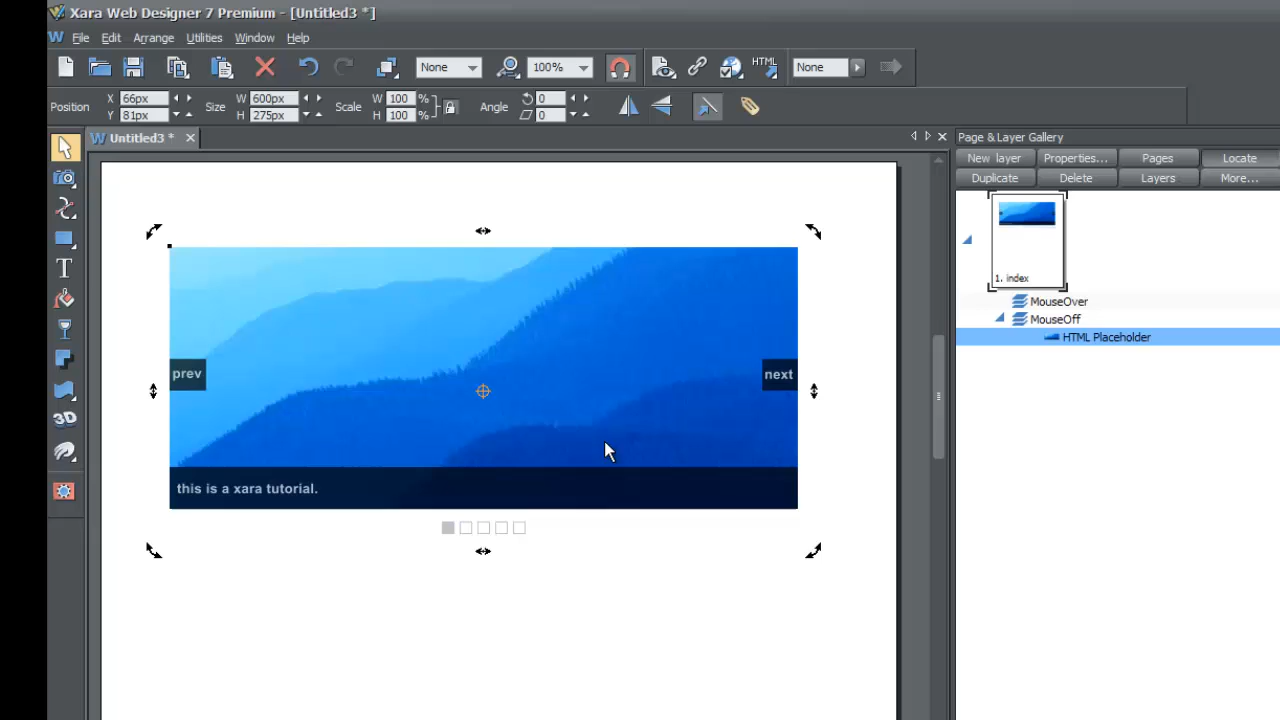 Xara Web Designer 7 Premium - [Untitled3 *]
File Edit Arrange Utilities Window Help
None 100% HTML None
Position X 66px Y 81px Size W 600px H 275px Scale W 100 % H 100 % Angle 0 0
Untitled3 *
Page & Layer Gallery
New layer Properties... Pages Locate
Duplicate Delete Layers More...
1. index
MouseOver
MouseOff
HTML Placeholder
T
3D
prev
next
this is a xara tutorial.